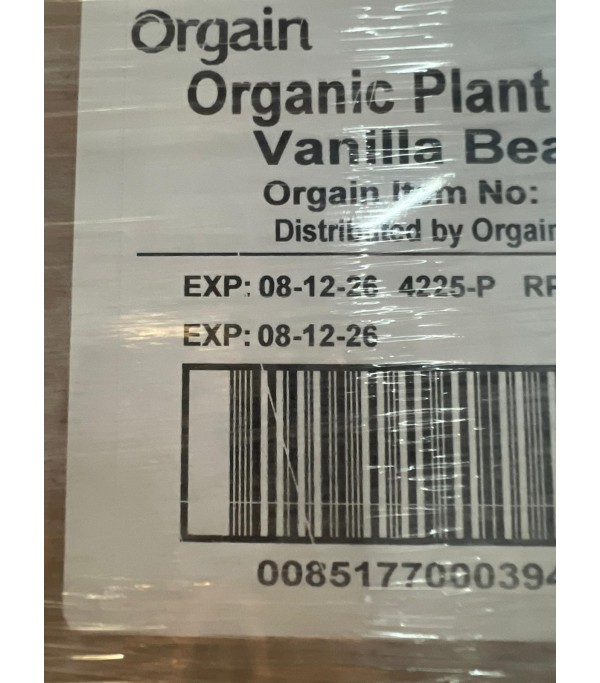 Orgain
Organic Plant
Vanilla Bea
Orgain Item No:
Distributed by Orgain
EXP: 08-12-26 4225-P RP
EXP: 08-12-26
0085177000394